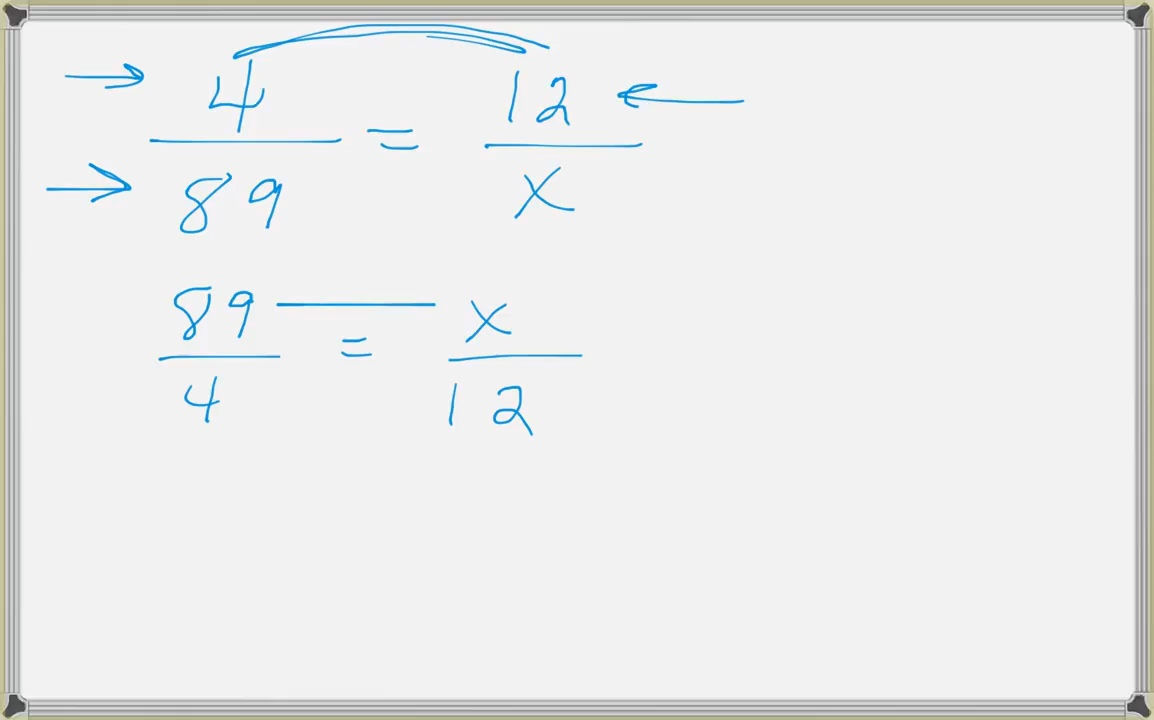 4 = 12
89 X
89 = X
4 12